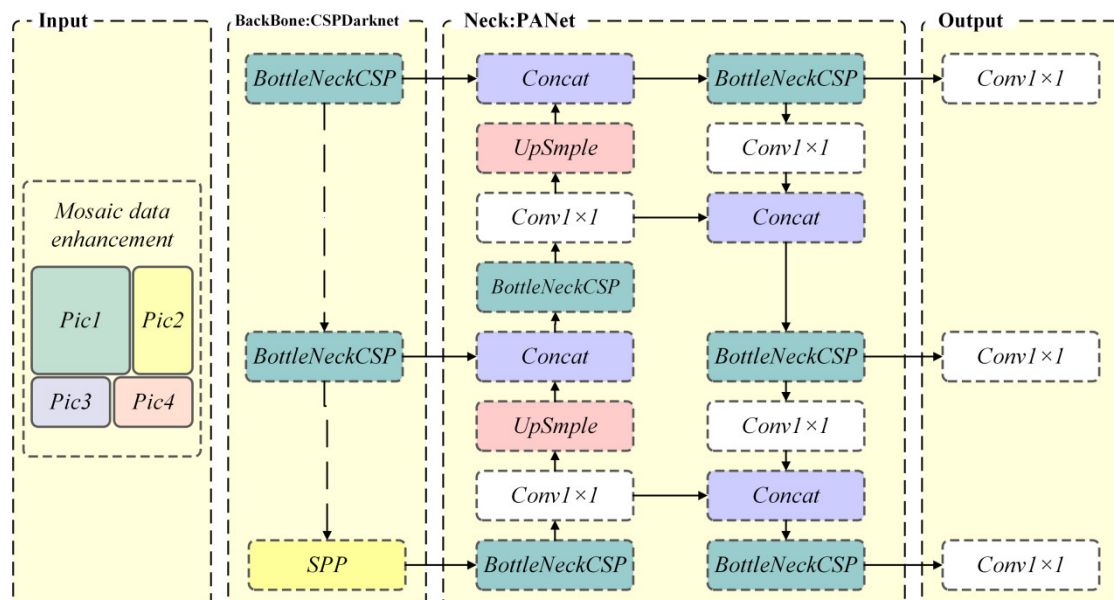 Input
BackBone:CSPDarknet
Neck:PANet
Output
BottleNeckCSP
Concat
BottleNeckCSP
Conv1×1
UpSmple
Conv1×1
Mosaic data
enhancement
Conv1×1
Concat
Pic1
Pic2
BottleNeckCSP
BottleNeckCSP
Concat
BottleNeckCSP
Conv1×1
Pic3
Pic4
UpSmple
Conv1×1
Conv1×1
Concat
SPP
BottleNeckCSP
BottleNeckCSP
Conv1×1